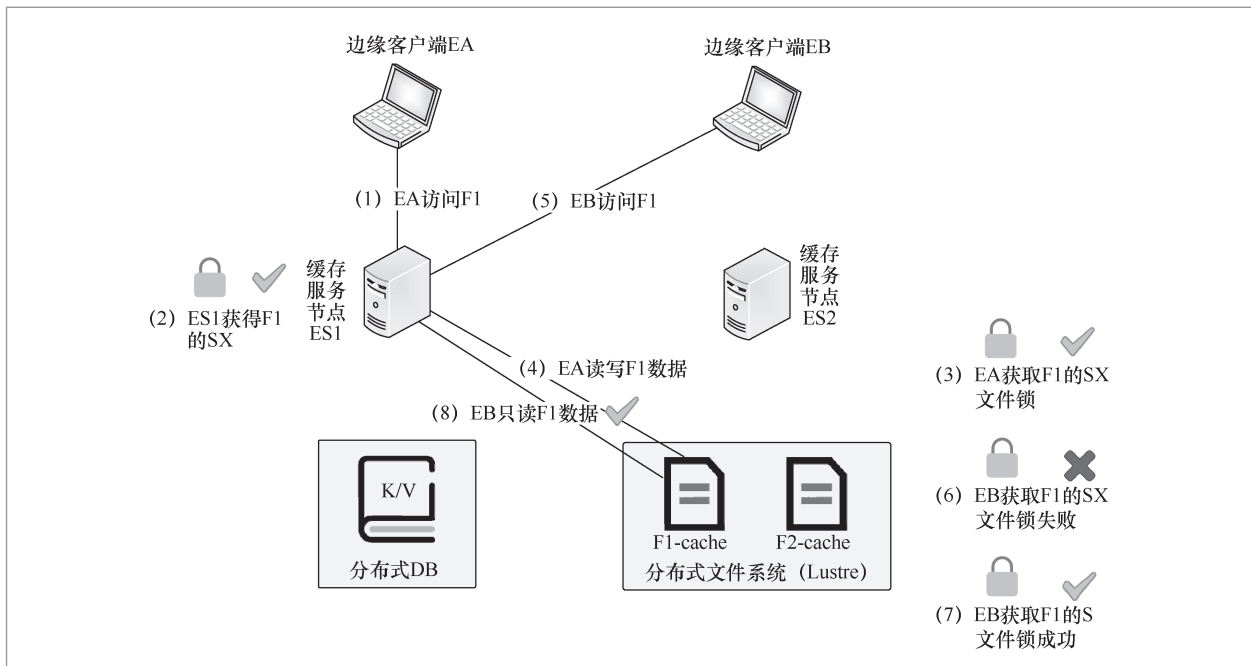 边缘客户端EA
边缘客户端EB
（1）EA访问F1
（5）EB访问F1
缓存
服务
节点
ES1
缓存
服务
节点
ES2
（2）ES1获得F1
的SX
（4）EA读写F1数据
（3）EA获取F1的SX
文件锁
（8）EB只读F1数据
K/V
分布式DB
F1-cache
F2-cache
分布式文件系统（Lustre）
（6）EB获取F1的SX
文件锁失败
（7）EB获取F1的S
文件锁成功